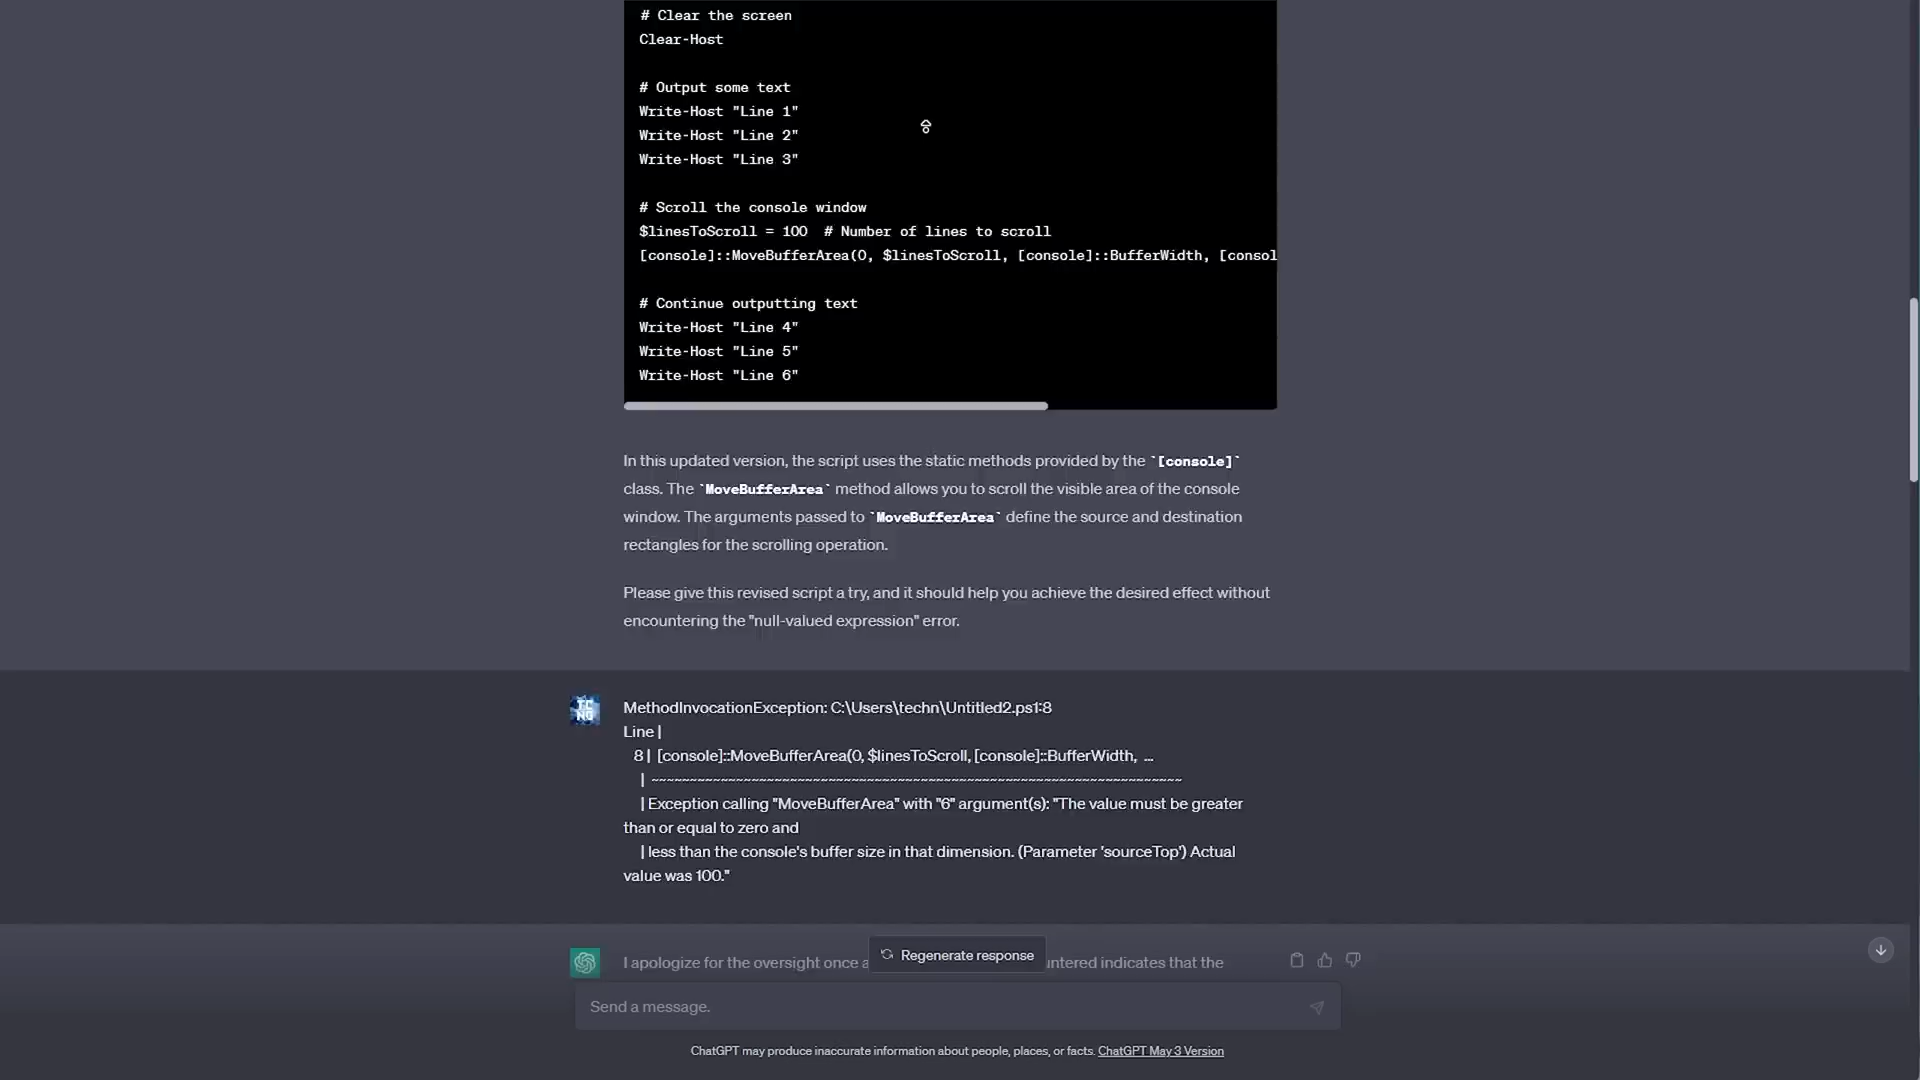 # Clear the screen
Clear-Host
# Output some text
Write-Host "Line 1"
Write-Host "Line 2"
Write-Host "Line 3"
# Scroll the console window
$linesToScroll = 100  # Number of lines to scroll
[console]::MoveBufferArea(0, $linesToScroll, [console]::BufferWidth, [consol
# Continue outputting text
Write-Host "Line 4"
Write-Host "Line 5"
Write-Host "Line 6"
In this updated version, the script uses the static methods provided by the `[console]`
class. The `MoveBufferArea` method allows you to scroll the visible area of the console
window. The arguments passed to `MoveBufferArea` define the source and destination
rectangles for the scrolling operation.
Please give this revised script a try, and it should help you achieve the desired effect without
encountering the "null-valued expression" error.
TC
NG
MethodInvocationException: C:\Users\techn\Untitled2.ps1:8
Line |
8 | [console]::MoveBufferArea(0, $linesToScroll, [console]::BufferWidth, …
| ~~~~~~~~~~~~~~~~~~~~~~~~~~~~~~~~~~~~~~~~~~~~~~~~~~~~~~~~~~~~~~~~~
| Exception calling "MoveBufferArea" with "6" argument(s): "The value must be greater
than or equal to zero and
| less than the console's buffer size in that dimension. (Parameter 'sourceTop') Actual
value was 100."
I apologize for the oversight once a
Regenerate response
untered indicates that the
Send a message.
ChatGPT may produce inaccurate information about people, places, or facts. ChatGPT May 3 Version